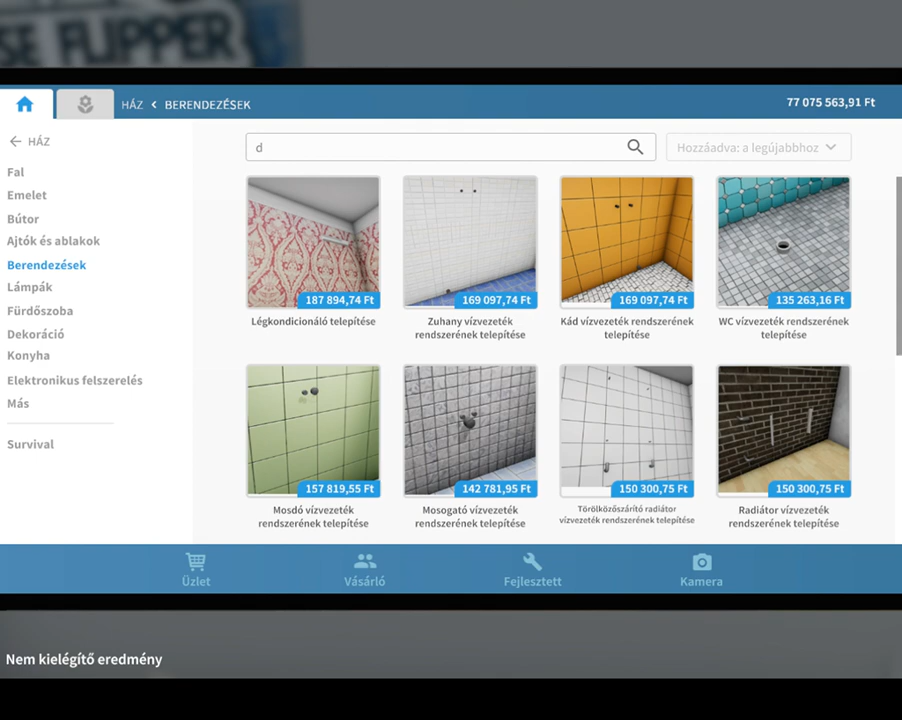 SE FLIPPER
HÁZ < BERENDEZÉSEK
77 075 563,91 Ft
HÁZ
Fal
Emelet
Bútor
Ajtók és ablakok
Berendezések
Lámpák
Fürdőszoba
Dekoráció
Konyha
Elektronikus felszerelés
Más
Survival
d
Hozzáadva: a legújabbhoz
187 894,74 Ft
169 097,74 Ft
169 097,74 Ft
135 263,16 Ft
Légkondicionáló telepítése
Zuhany vízvezeték
rendszerének telepítése
Kád vízvezeték rendszerének
telepítése
WC vízvezeték rendszerének
telepítése
157 819,55 Ft
142 781,95 Ft
150 300,75 Ft
150 300,75 Ft
Mosdó vízvezeték
rendszerének telepítése
Mosogató vízvezeték
rendszerének telepítése
Törölközőszárító radiátor
vízvezeték rendszerének telepítése
Radiátor vízvezeték
rendszerének telepítése
Üzlet
Vásárló
Fejlesztett
Kamera
Nem kielégítő eredmény